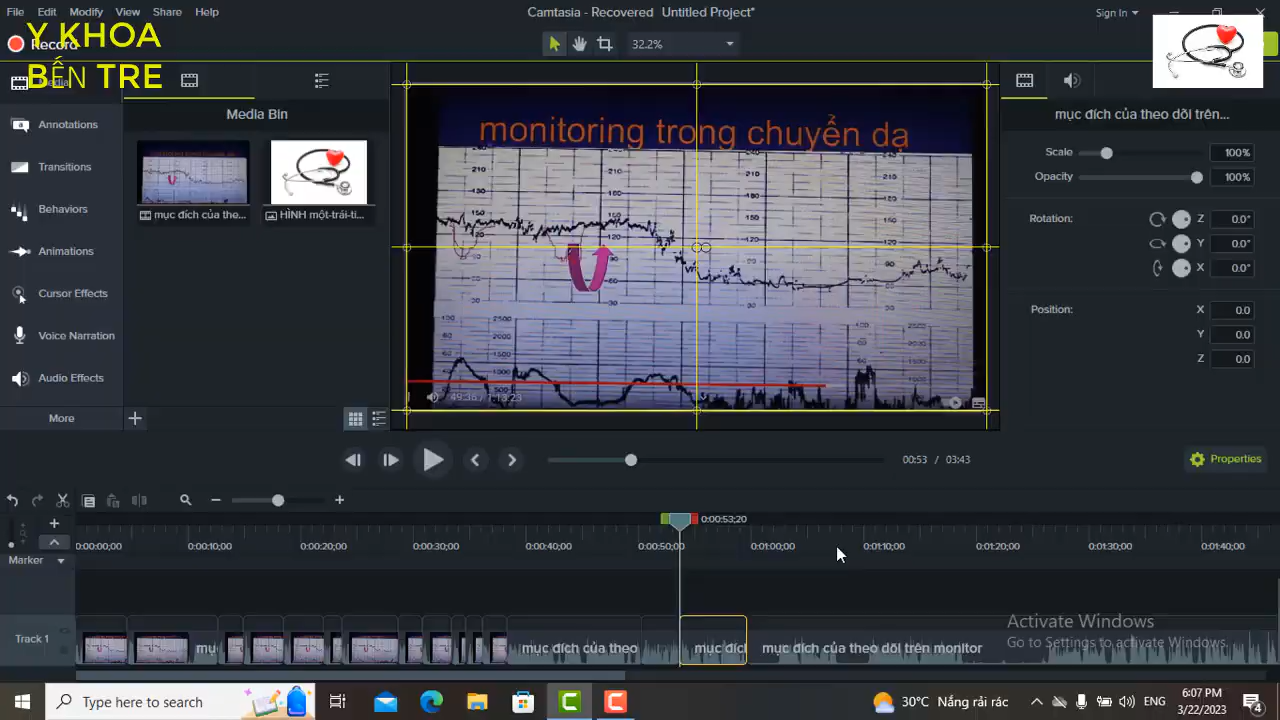 File Edit Modify View Share Help
Camtasia - Recovered Untitled Project*
Sign In
Y KHOA
BẾN TRE
Record
32.2%
Media
Annotations
Transitions
Behaviors
Animations
Cursor Effects
Voice Narration
Audio Effects
More
Media Bin
mục đích của the...
HÌNH một-trái-ti...
monitoring trong chuyển dạ
49:36 / 1:18:23
mục đích của theo dõi trên...
Scale 100%
Opacity 100%
Rotation: Z 0.0°
Y 0.0°
X 0.0°
Position: X 0.0
Y 0.0
Z 0.0
00:53 / 03:43
Properties
0:00:53;20
0:00:00;00 0:00:10;00 0:00:20;00 0:00:30;00 0:00:40;00 0:00:50;00 0:01:00;00 0:01:10;00 0:01:20;00 0:01:30;00 0:01:40;00
Marker
Track 1
mục đích của theo
mục đích
mục đích của theo dõi trên monitor
Activate Windows
Go to Settings to activate Windows.
Type here to search
30°C Nắng rải rác
ENG
6:07 PM
3/22/2023
4